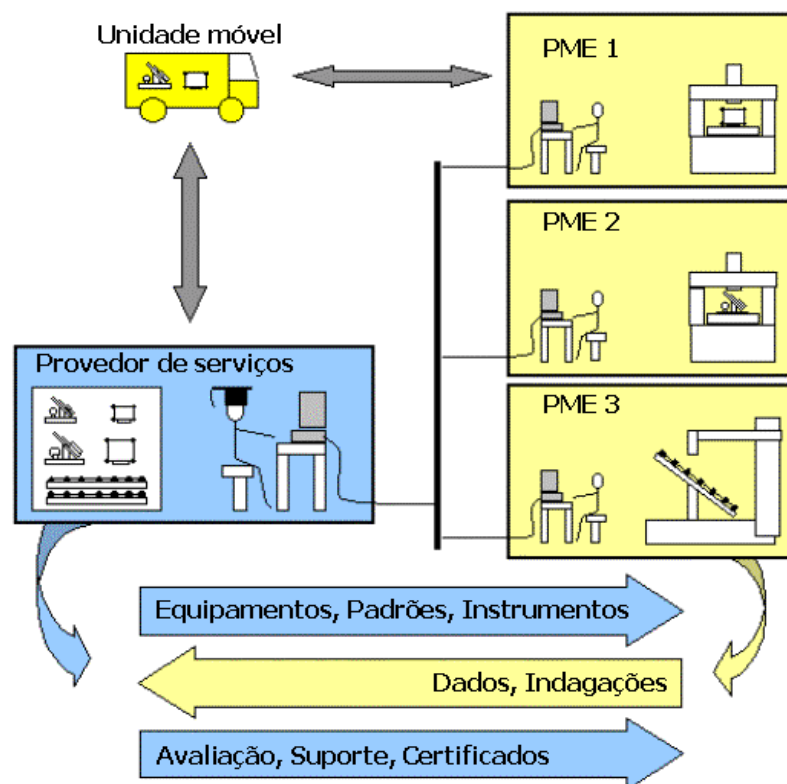 Unidade móvel
PME 1
PME 2
Provedor de serviços
PME 3
Equipamentos, Padrões, Instrumentos
Dados, Indagações
Avaliação, Suporte, Certificados